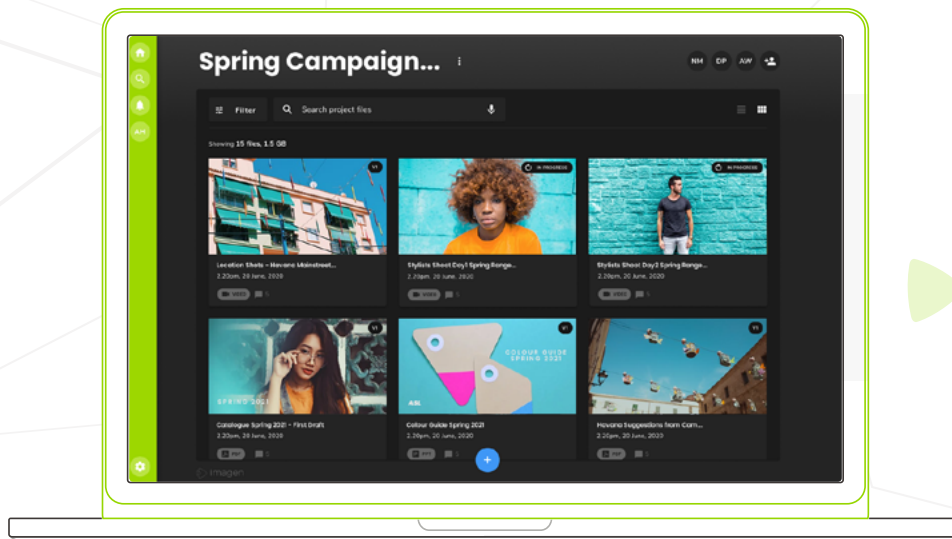 Spring Campaign...
NM DP AW
Filter
Search project files
Showing 15 files, 1.5 GB
AM
V1
IN PROGRESS
IN PROGRESS
Location Shots - Havana Mainstreet...
2.20pm, 20 June, 2020
VIDEO 5
Stylists Shoot Day1 Spring Range...
2.20pm, 20 June, 2020
VIDEO 5
Stylists Shoot Day2 Spring Range...
2.20pm, 20 June, 2020
VIDEO
V1
SPRING 2021
V1
COLOUR GUIDE
SPRING 2021
ASL
Catalogue Spring 2021 - First Draft
2.20pm, 20 June, 2020
PDF
Colour Guide Spring 2021
2.20pm, 20 June, 2020
PPT
Havana Suggestions from Cam...
2.20pm, 20 June, 2020
PDF
imagen